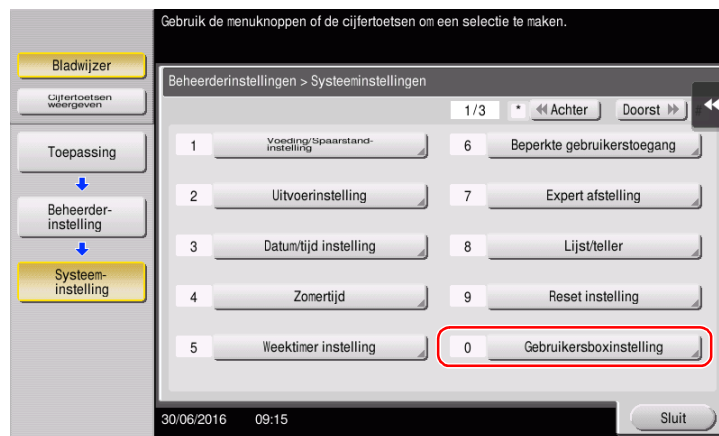 Gebruik de menuknoppen of de cijfertoetsen om een selectie te maken.
Bladwijzer
Cijfertoetsen
weergeven
Toepassing
Beheerder-
instelling
Systeem-
instelling
Beheerderinstellingen > Systeeminstellingen
1/3 * Achter Doorst
1 Voeding/Spaarstand-
instelling
6 Beperkte gebruikerstoegang
2 Uitvoerinstelling
7 Expert afstelling
3 Datum/tijd instelling
8 Lijst/teller
4 Zomertijd
9 Reset instelling
5 Weektimer instelling
0 Gebruikersboxinstelling
30/06/2016 09:15
Sluit